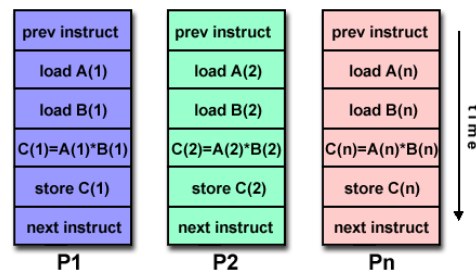 prev instruct
load A(1)
load B(1)
C(1)=A(1)*B(1)
store C(1)
next instruct
P1
prev instruct
load A(2)
load B(2)
C(2)=A(2)*B(2)
store C(2)
next instruct
P2
prev instruct
load A(n)
load B(n)
C(n)=A(n)*B(n)
store C(n)
next instruct
Pn
time